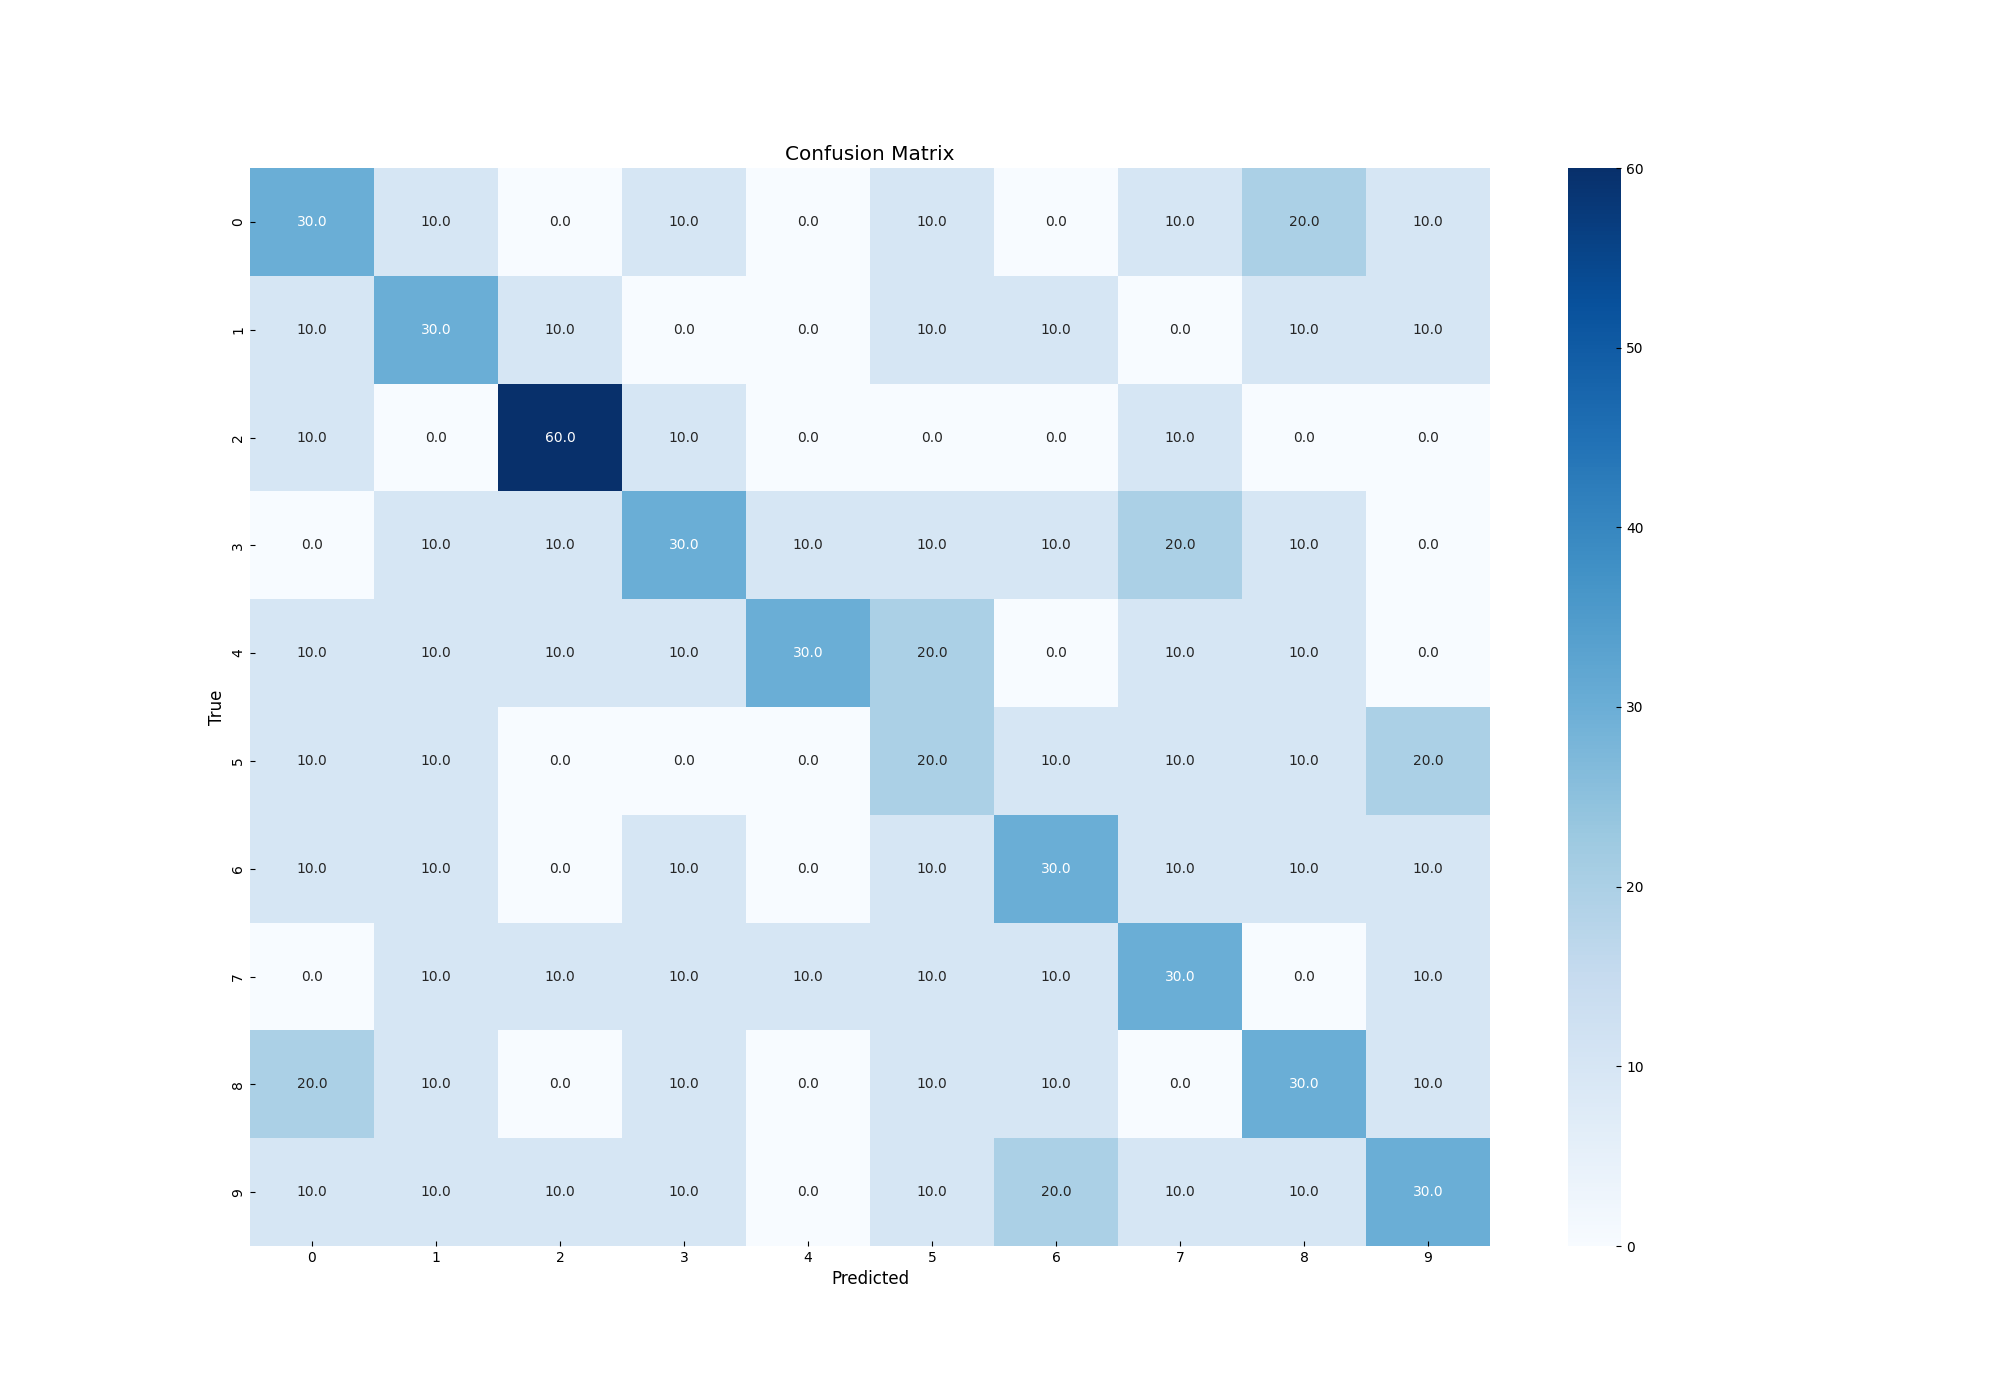 Confusion Matrix
0 30.0 10.0 0.0 10.0 0.0 10.0 0.0 10.0 20.0 10.0
1 10.0 30.0 10.0 0.0 0.0 10.0 10.0 0.0 10.0 10.0
2 10.0 0.0 60.0 10.0 0.0 0.0 0.0 10.0 0.0 0.0
3 0.0 10.0 10.0 30.0 10.0 10.0 10.0 20.0 10.0 0.0
4 10.0 10.0 10.0 10.0 30.0 20.0 0.0 10.0 10.0 0.0
True
5 10.0 10.0 0.0 0.0 0.0 20.0 10.0 10.0 10.0 20.0
6 10.0 10.0 0.0 10.0 0.0 10.0 30.0 10.0 10.0 10.0
7 0.0 10.0 10.0 10.0 10.0 10.0 10.0 30.0 0.0 10.0
8 20.0 10.0 0.0 10.0 0.0 10.0 10.0 0.0 30.0 10.0
9 10.0 10.0 10.0 10.0 0.0 10.0 20.0 10.0 10.0 30.0
0 1 2 3 4 5 6 7 8 9
Predicted
60
50
40
30
20
10
0